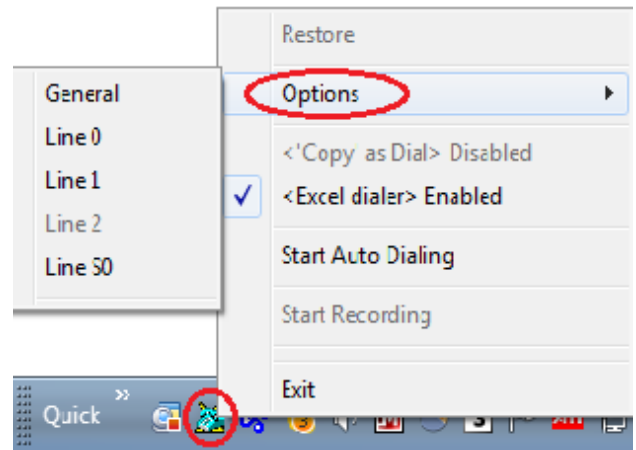 Restore
Options
<'Copy as Dial> Disabled
<Excel dialer> Enabled
Start Auto Dialing
Start Recording
Exit
General
Line 0
Line 1
Line 2
Line S0
Quick